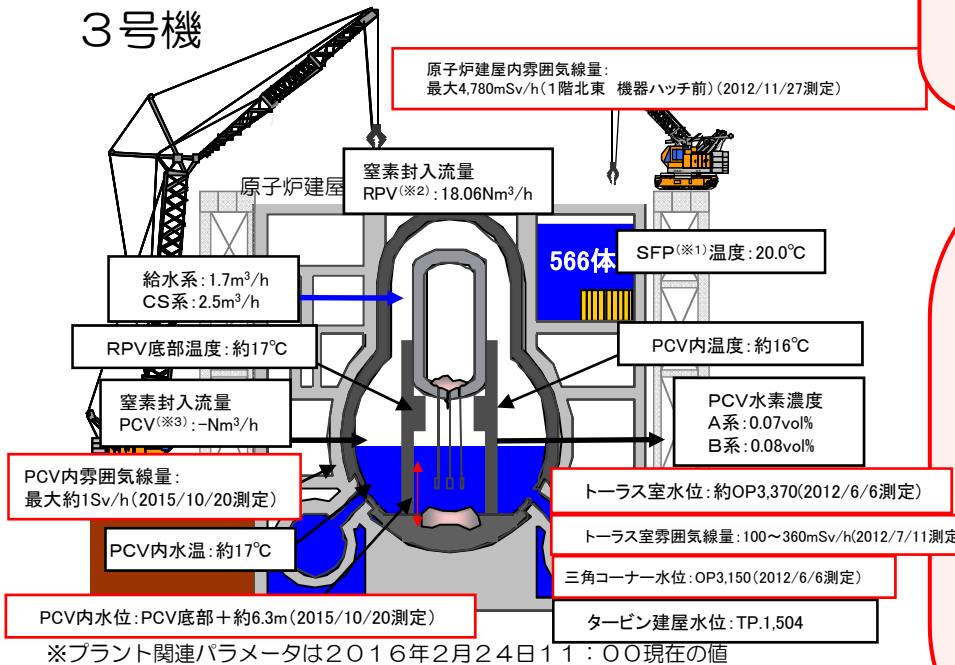 ３号機
原子炉建屋内雰囲気線量:
最大4,780mSv/h(1階北東 機器ハッチ前)(2012/11/27測定)
窒素封入流量
RPV(※2):18.06Nm3/h
原子炉建屋
566体
SFP(※1)温度:20.0℃
給水系:1.7m3/h
CS系:2.5m3/h
RPV底部温度:約17℃
PCV内温度:約16℃
窒素封入流量
PCV(※3):-Nm3/h
PCV水素濃度
A系:0.07vol%
B系:0.08vol%
PCV内雰囲気線量:
最大約1Sv/h(2015/10/20測定)
トーラス室水位:約OP3,370(2012/6/6測定)
PCV内水温:約17℃
トーラス室雰囲気線量:100～360mSv/h(2012/7/11測定
三角コーナー水位:OP3,150(2012/6/6測定)
PCV内水位:PCV底部＋約6.3m(2015/10/20測定)
タービン建屋水位:TP.1,504
※プラント関連パラメータは２０１６年２月２４日１１：００現在の値